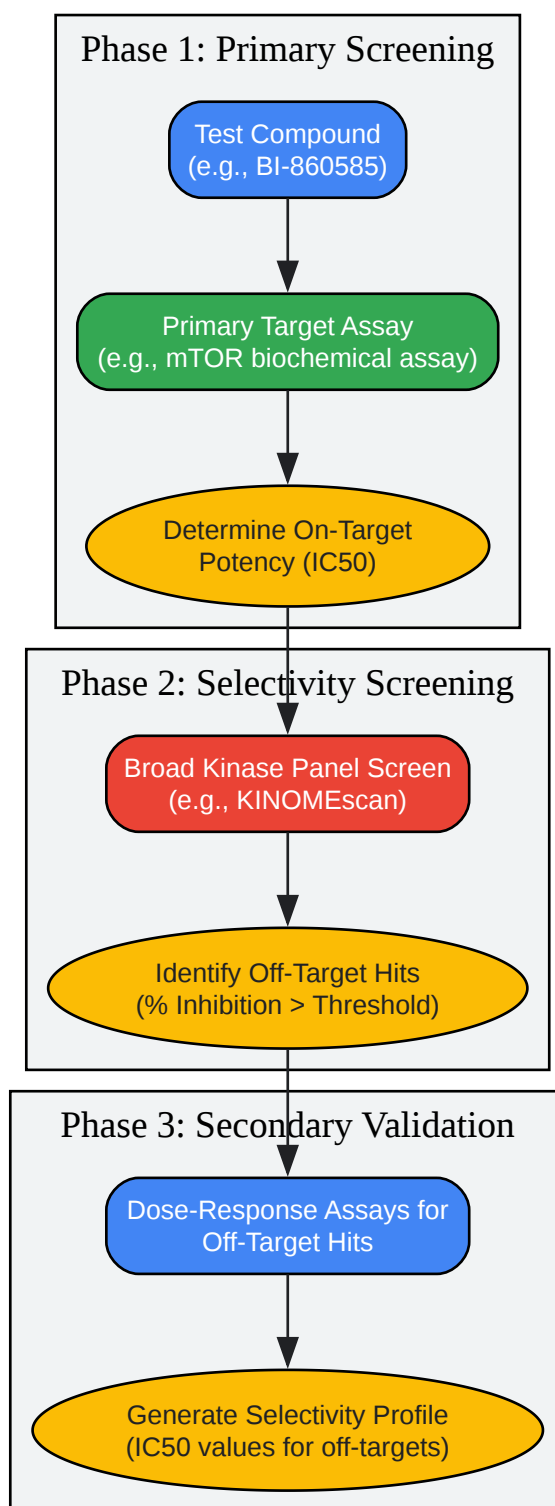 Phase 1: Primary Screening
Test Compound
(e.g., BI-860585)
Primary Target Assay
(e.g., mTOR biochemical assay)
Determine On-Target
Potency (IC50)
Phase 2: Selectivity Screening
Broad Kinase Panel Screen
(e.g., KINOMEscan)
Identify Off-Target Hits
(% Inhibition > Threshold)
Phase 3: Secondary Validation
Dose-Response Assays for
Off-Target Hits
Generate Selectivity Profile
(IC50 values for off-targets)